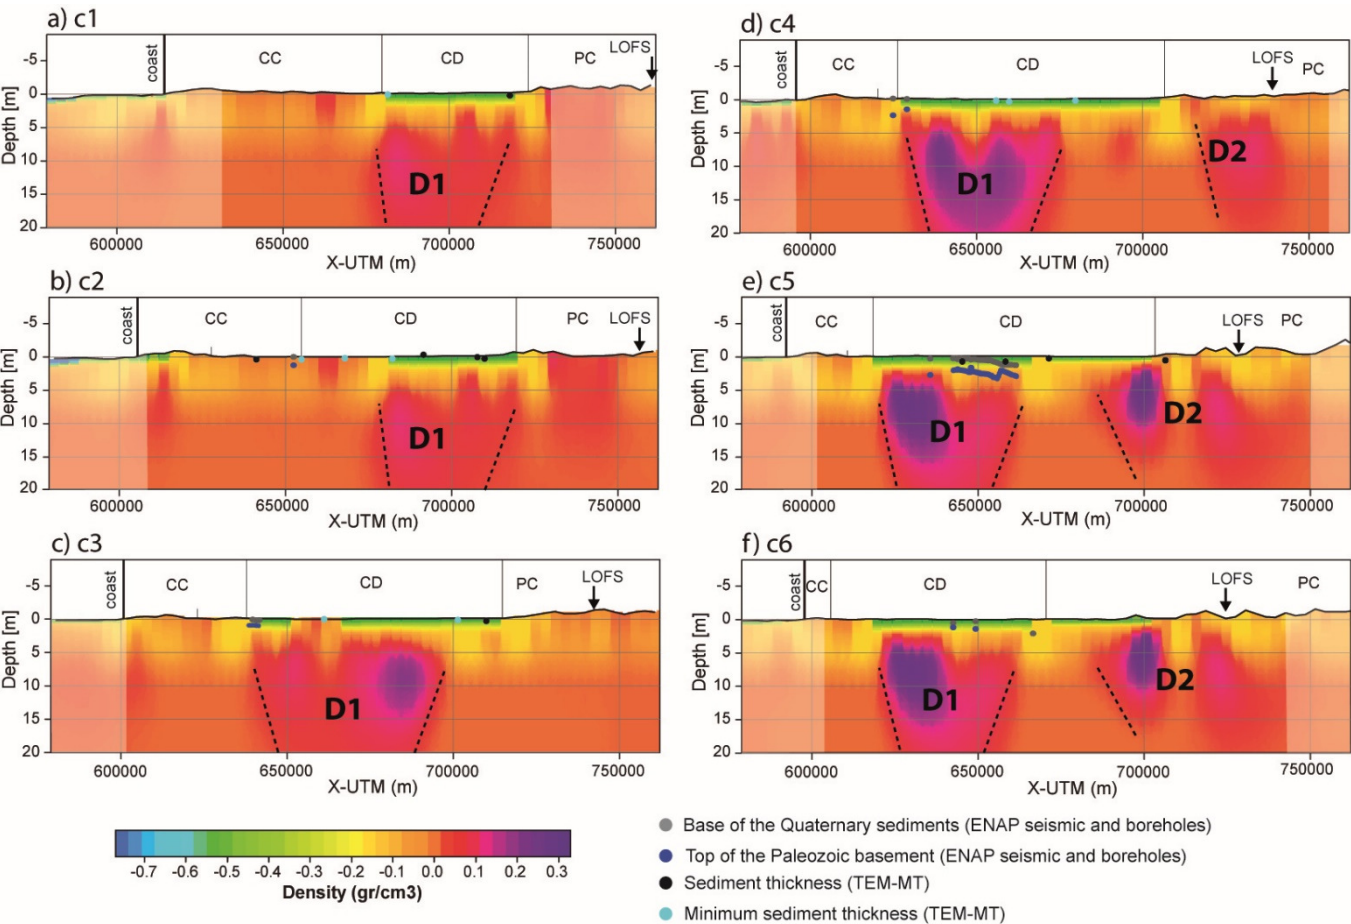 a) c1
coast
CC
CD
PC
LOFS
Depth [m]
-5
0
5
10
15
20
D1
600000 650000 700000 750000
X-UTM (m)
b) c2
coast
CC
CD
PC
LOFS
Depth [m]
-5
0
5
10
15
20
D1
600000 650000 700000 750000
X-UTM (m)
c) c3
coast
CC
CD
PC
LOFS
Depth [m]
-5
0
5
10
15
20
D1
600000 650000 700000 750000
X-UTM (m)
d) c4
coast
CC
CD
LOFS
PC
Depth [m]
-5
0
5
10
15
20
D1
D2
600000 650000 700000 750000
X-UTM (m)
e) c5
coast
CC
CD
LOFS
PC
Depth [m]
-5
0
5
10
15
20
D1
D2
600000 650000 700000 750000
X-UTM (m)
f) c6
coast
CC
CD
LOFS
PC
Depth [m]
-5
0
5
10
15
20
D1
D2
600000 650000 700000 750000
X-UTM (m)
-0.7 -0.6 -0.5 -0.4 -0.3 -0.2 -0.1 0.0 0.1 0.2 0.3
Density (gr/cm3)
Base of the Quaternary sediments (ENAP seismic and boreholes)
Top of the Paleozoic basement (ENAP seismic and boreholes)
Sediment thickness (TEM-MT)
Minimum sediment thickness (TEM-MT)